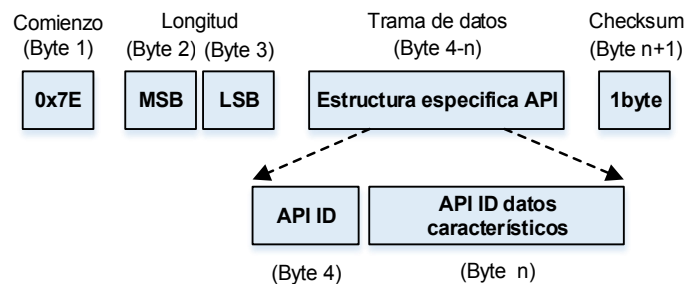 Comienzo
(Byte 1)
Longitud
(Byte 2) (Byte 3)
Trama de datos
(Byte 4-n)
Checksum
(Byte n+1)
0x7E
MSB
LSB
Estructura especifica API
1byte
API ID
API ID datos
característicos
(Byte 4)
(Byte n)